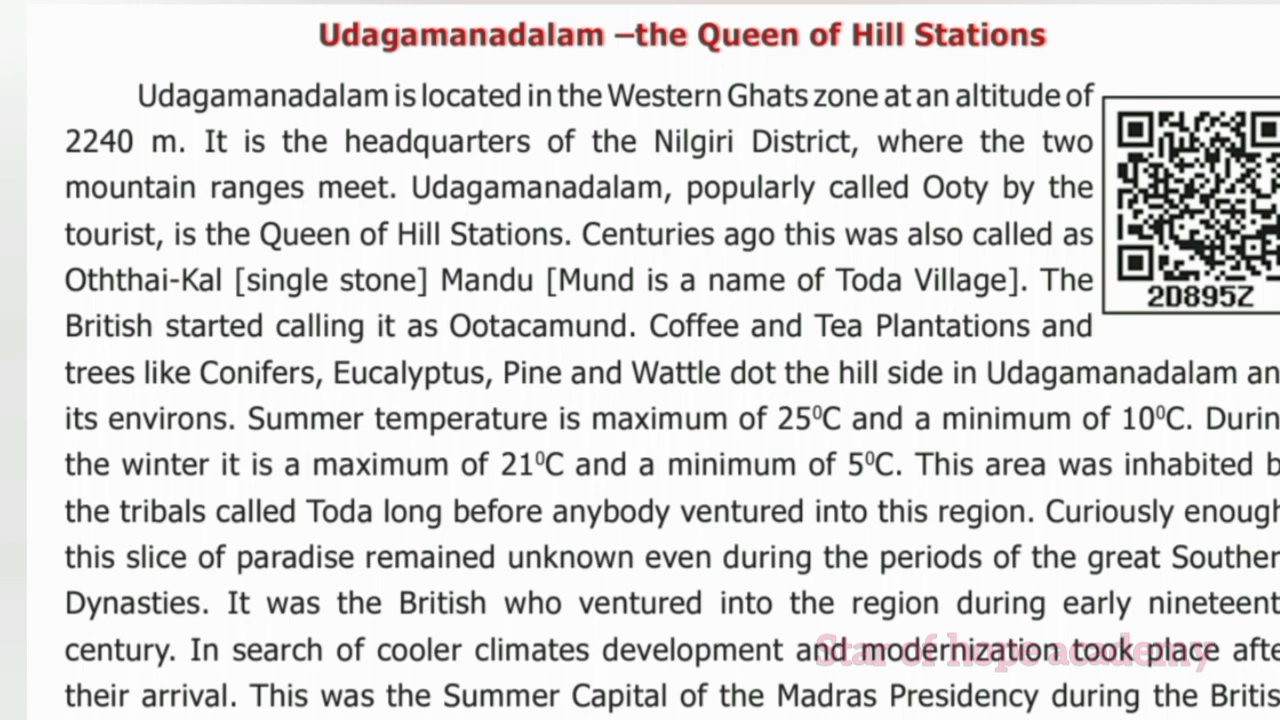 Udagamanadalam –the Queen of Hill Stations
Udagamanadalam is located in the Western Ghats zone at an altitude of
2240 m. It is the headquarters of the Nilgiri District, where the two
mountain ranges meet. Udagamanadalam, popularly called Ooty by the
tourist, is the Queen of Hill Stations. Centuries ago this was also called as
Oththai-Kal [single stone] Mandu [Mund is a name of Toda Village]. The
British started calling it as Ootacamund. Coffee and Tea Plantations and
2D895Z
trees like Conifers, Eucalyptus, Pine and Wattle dot the hill side in Udagamanadalam an
its environs. Summer temperature is maximum of 25⁰C and a minimum of 10⁰C. Durin
the winter it is a maximum of 21⁰C and a minimum of 5⁰C. This area was inhabited b
the tribals called Toda long before anybody ventured into this region. Curiously enough
this slice of paradise remained unknown even during the periods of the great Souther
Dynasties. It was the British who ventured into the region during early nineteent
century. In search of cooler climates development and modernization took place afte
their arrival. This was the Summer Capital of the Madras Presidency during the Britis
Star of hope academy